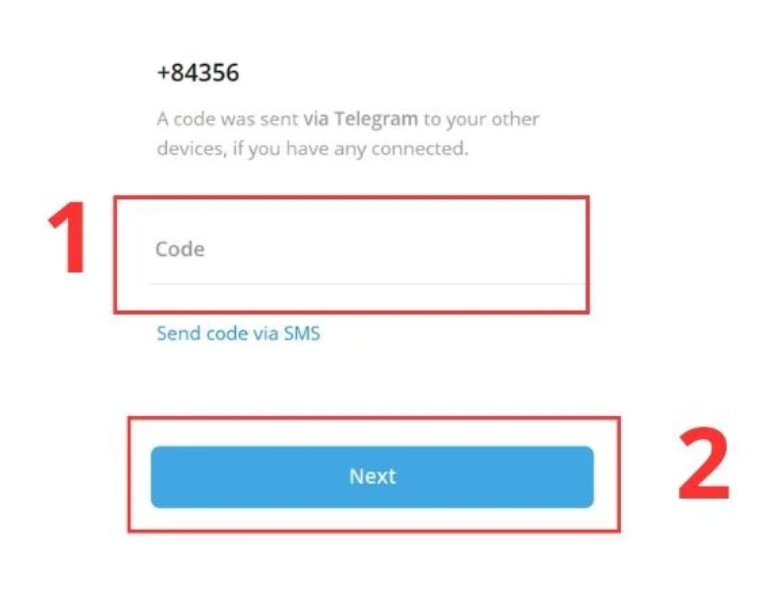 +84356
A code was sent via Telegram to your other
devices, if you have any connected.
1
Code
Send code via SMS
Next
2